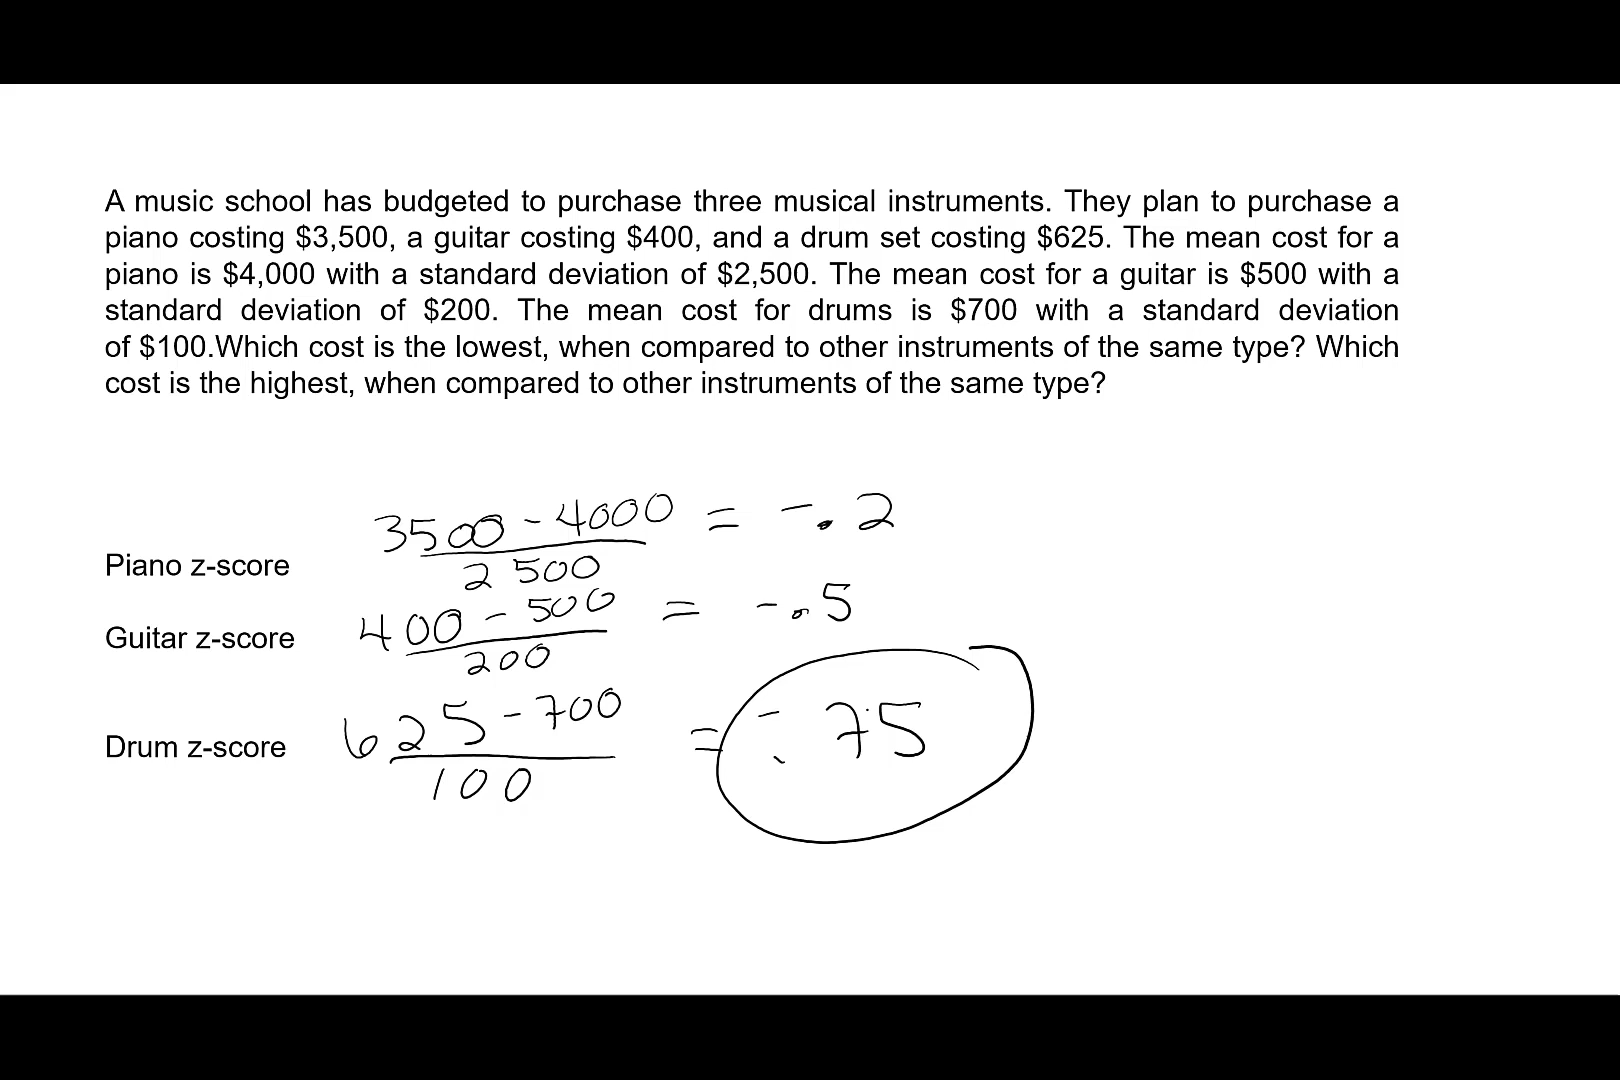 A music school has budgeted to purchase three musical instruments. They plan to purchase a
piano costing $3,500, a guitar costing $400, and a drum set costing $625. The mean cost for a
piano is $4,000 with a standard deviation of $2,500. The mean cost for a guitar is $500 with a
standard deviation of $200. The mean cost for drums is $700 with a standard deviation
of $100.Which cost is the lowest, when compared to other instruments of the same type? Which
cost is the highest, when compared to other instruments of the same type?
3500 - 4000 = -.2
Piano z-score
2500
400 - 500 = -.5
Guitar z-score
200
625 - 700 = -.75
Drum z-score
100